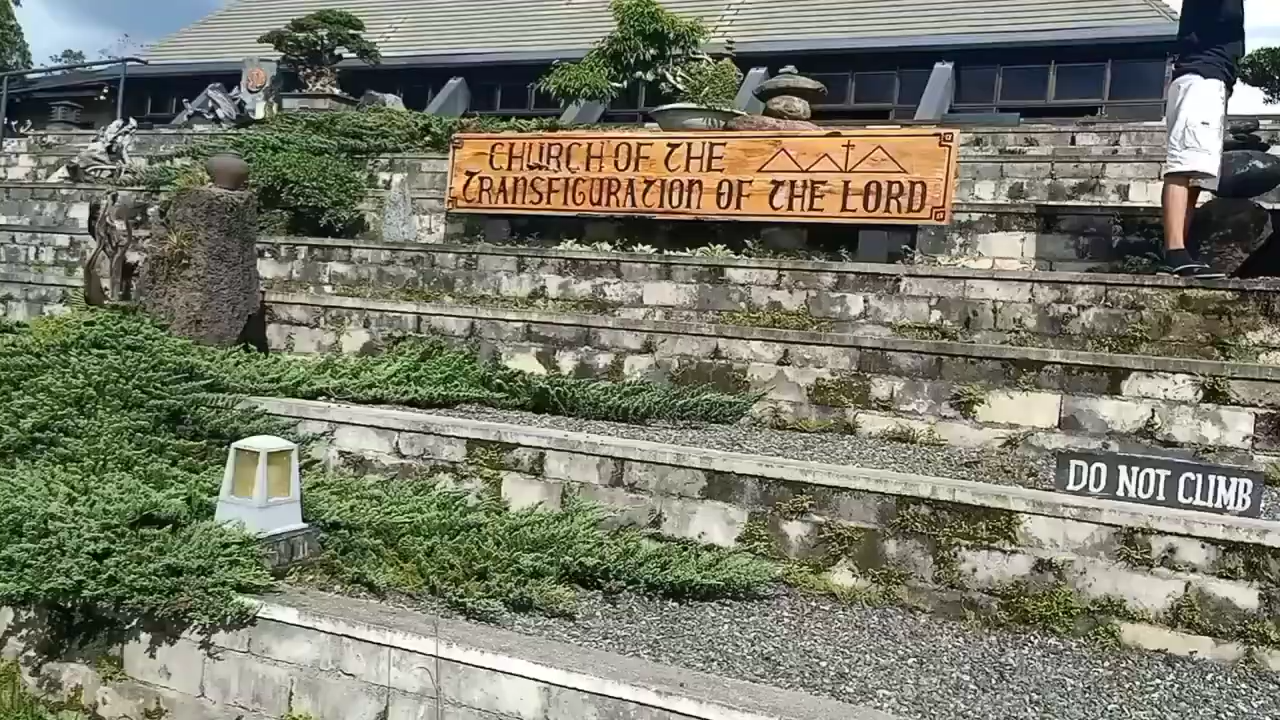 CHURCH OF THE
TRANSFIGURATION OF THE LORD
DO NOT CLIMB